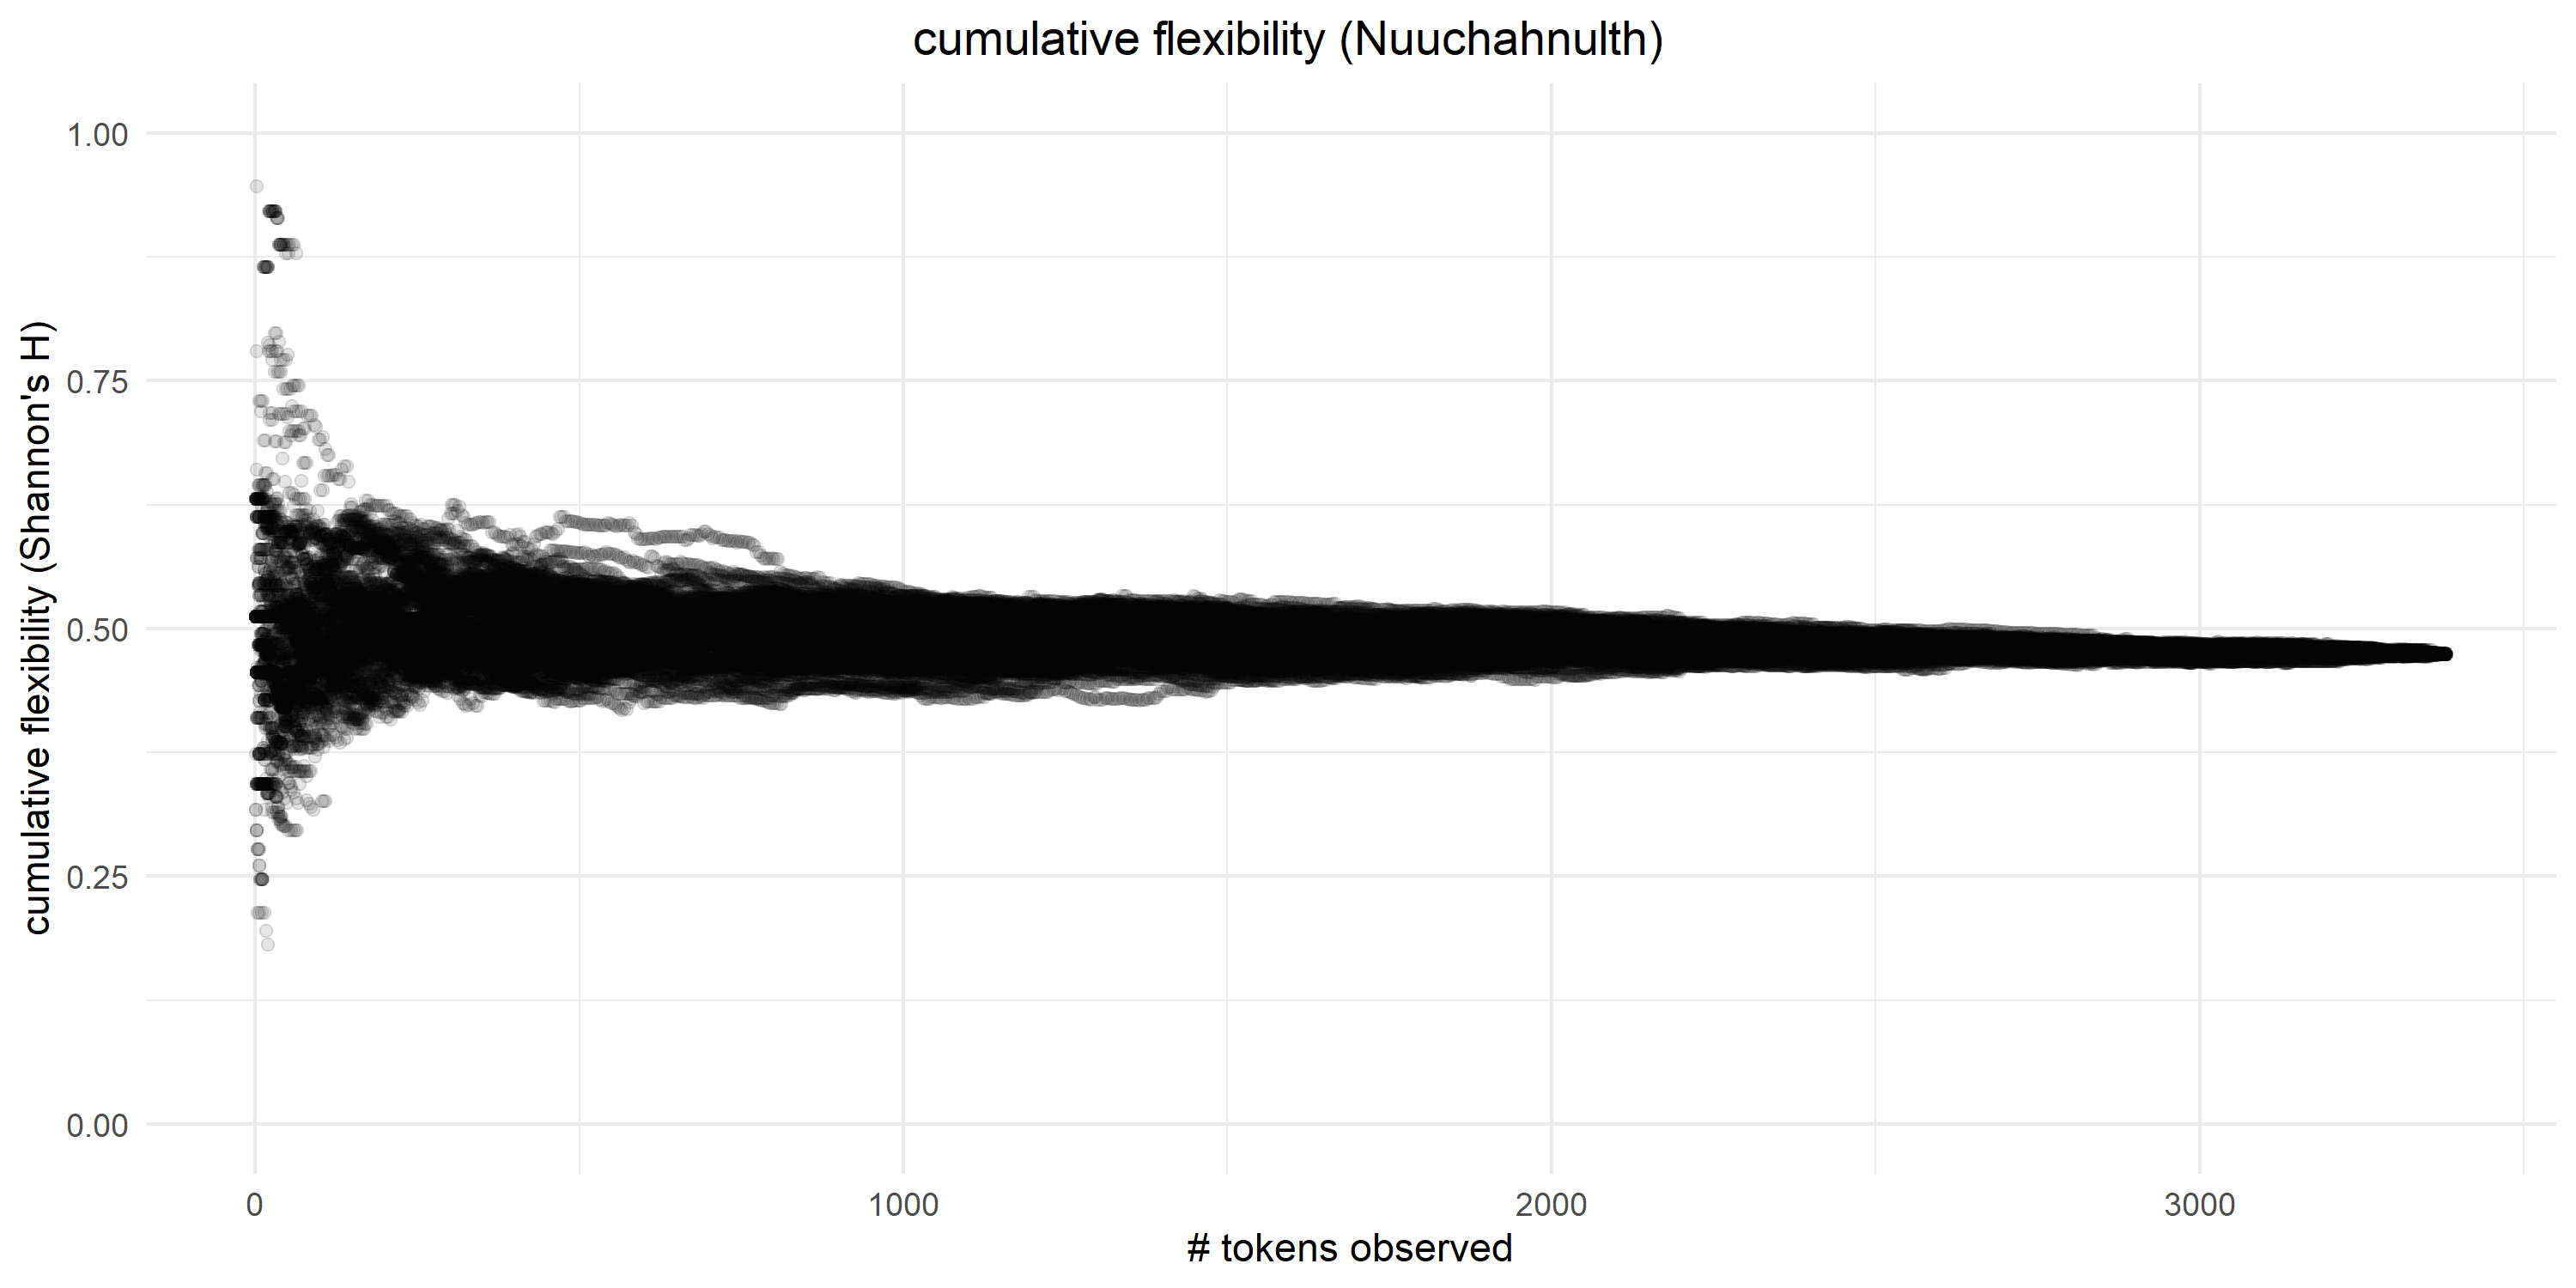 cumulative flexibility (Nuuchahnulth)
cumulative flexibility (Shannon's H)
1.00
0.75
0.50
0.25
0.00
0 1000 2000 3000
# tokens observed